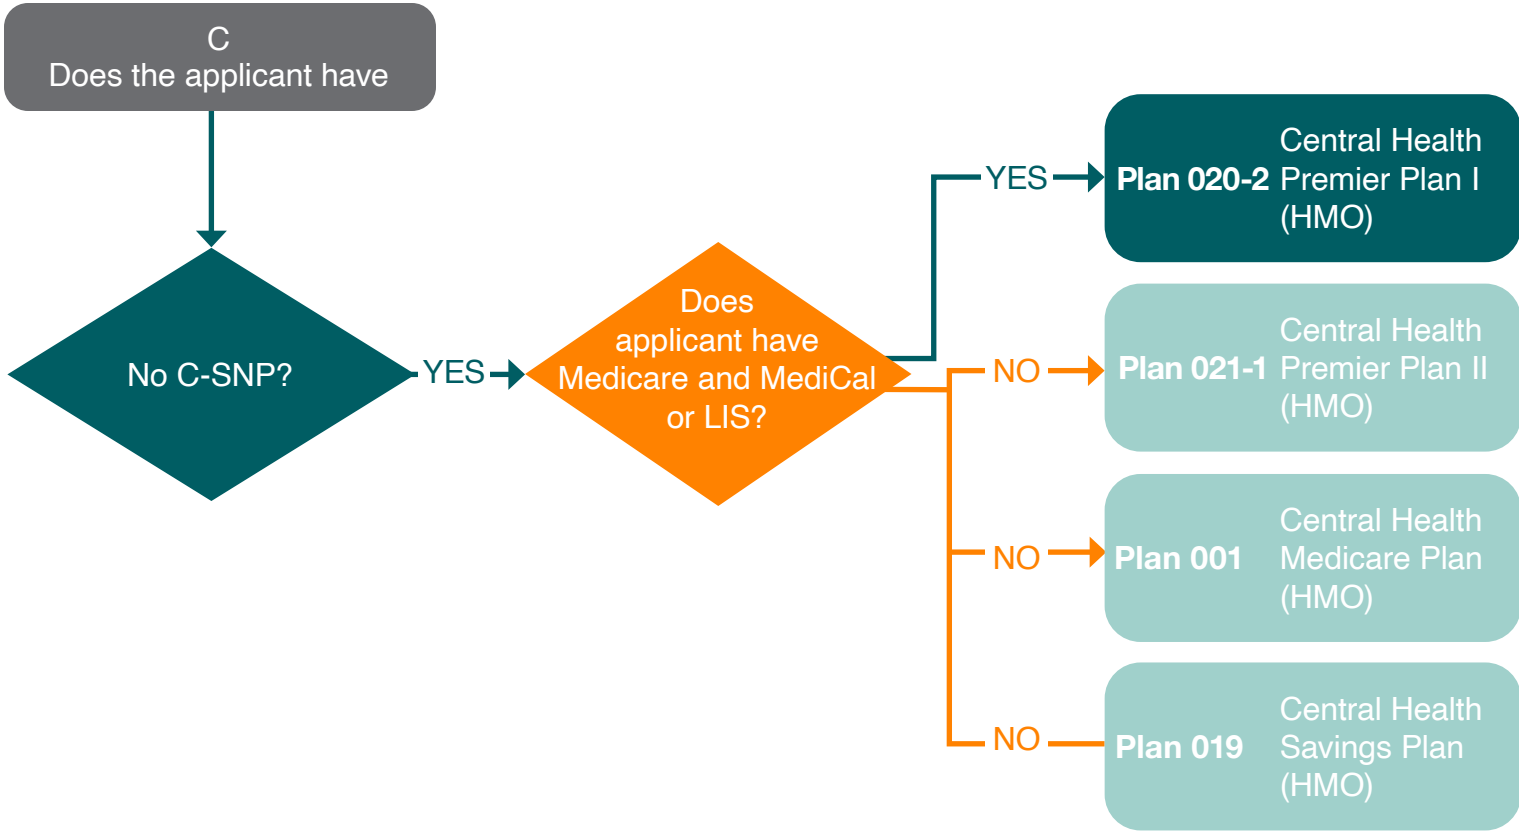 C
Does the applicant have
No C-SNP?
YES
Does
applicant have
Medicare and MediCal
or LIS?
YES
Plan 020-2
Central Health
Premier Plan I
(HMO)
NO
Plan 021-1
Central Health
Premier Plan II
(HMO)
NO
Plan 001
Central Health
Medicare Plan
(HMO)
NO
Plan 019
Central Health
Savings Plan
(HMO)